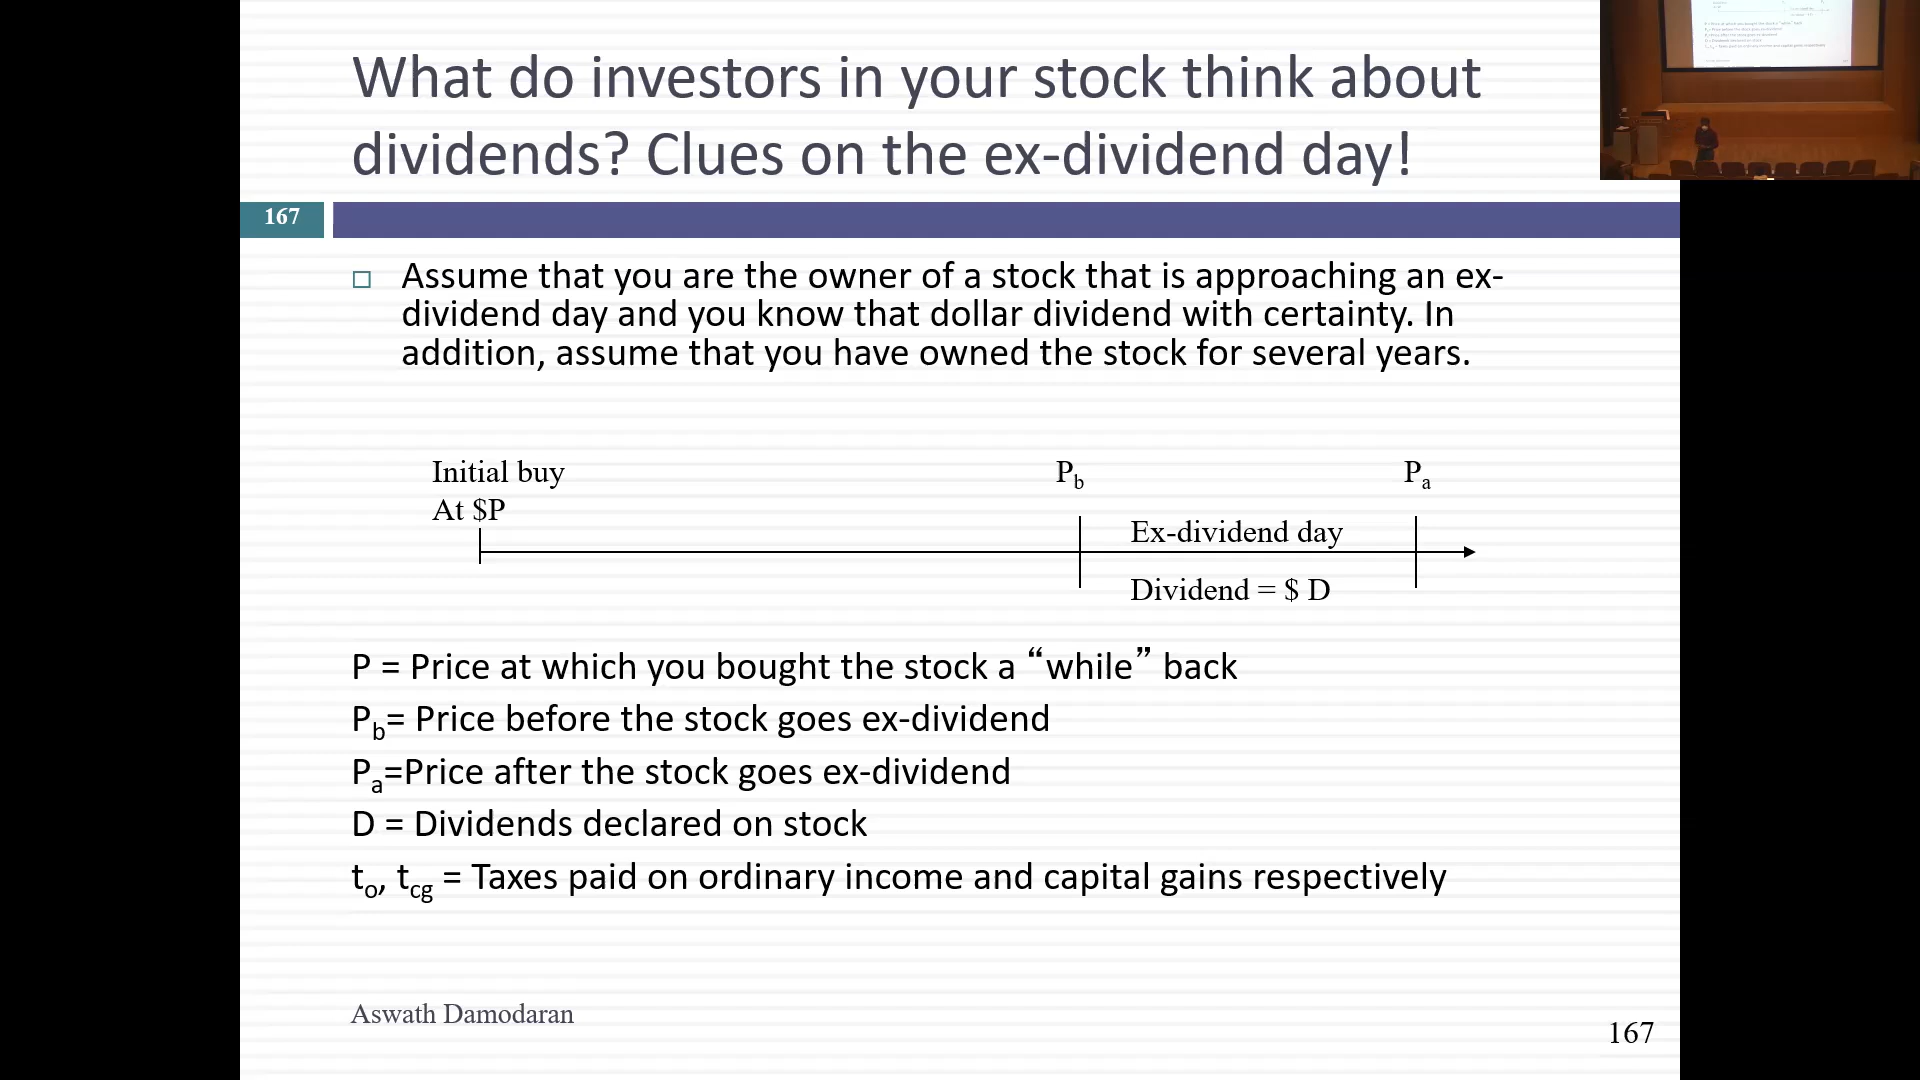 What do investors in your stock think about
dividends? Clues on the ex-dividend day!
167
Assume that you are the owner of a stock that is approaching an ex-
dividend day and you know that dollar dividend with certainty. In
addition, assume that you have owned the stock for several years.
Initial buy
At $P
Pb
Pa
Ex-dividend day
Dividend = $ D
P = Price at which you bought the stock a “while” back
Pb= Price before the stock goes ex-dividend
Pa=Price after the stock goes ex-dividend
D = Dividends declared on stock
to, tcg = Taxes paid on ordinary income and capital gains respectively
Aswath Damodaran
167